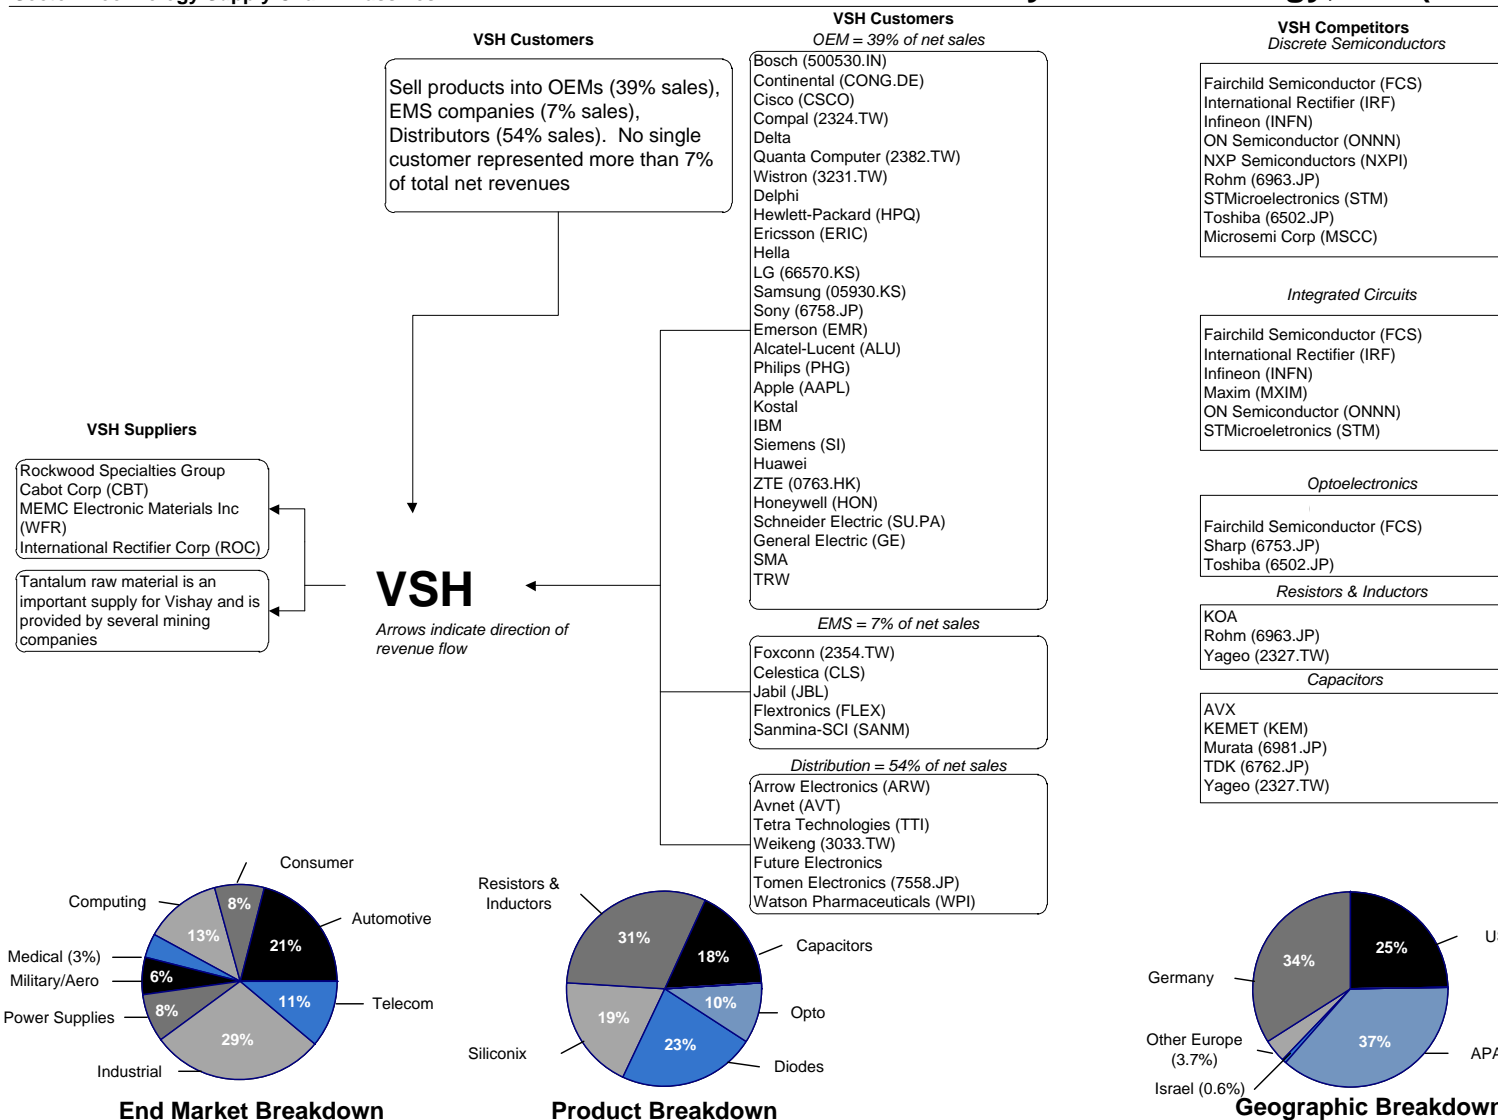 VSH Customers
Sell products into OEMs (39% sales),
EMS companies (7% sales),
Distributors (54% sales).  No single
customer represented more than 7%
of total net revenues
VSH Customers
OEM = 39% of net sales
Bosch (500530.IN)
Continental (CONG.DE)
Cisco (CSCO)
Compal (2324.TW)
Delta
Quanta Computer (2382.TW)
Wistron (3231.TW)
Delphi
Hewlett-Packard (HPQ)
Ericsson (ERIC)
Hella
LG (66570.KS)
Samsung (05930.KS)
Sony (6758.JP)
Emerson (EMR)
Alcatel-Lucent (ALU)
Philips (PHG)
Apple (AAPL)
Kostal
IBM
Siemens (SI)
Huawei
ZTE (0763.HK)
Honeywell (HON)
Schneider Electric (SU.PA)
General Electric (GE)
SMA
TRW
EMS = 7% of net sales
Foxconn (2354.TW)
Celestica (CLS)
Jabil (JBL)
Flextronics (FLEX)
Sanmina-SCI (SANM)
Distribution = 54% of net sales
Arrow Electronics (ARW)
Avnet (AVT)
Tetra Technologies (TTI)
Weikeng (3033.TW)
Future Electronics
Tomen Electronics (7558.JP)
Watson Pharmaceuticals (WPI)
VSH Competitors
Discrete Semiconductors
Fairchild Semiconductor (FCS)
International Rectifier (IRF)
Infineon (INFN)
ON Semiconductor (ONNN)
NXP Semiconductors (NXPI)
Rohm (6963.JP)
STMicroelectronics (STM)
Toshiba (6502.JP)
Microsemi Corp (MSCC)
Integrated Circuits
Fairchild Semiconductor (FCS)
International Rectifier (IRF)
Infineon (INFN)
Maxim (MXIM)
ON Semiconductor (ONNN)
STMicroeletronics (STM)
Optoelectronics
Fairchild Semiconductor (FCS)
Sharp (6753.JP)
Toshiba (6502.JP)
Resistors & Inductors
KOA
Rohm (6963.JP)
Yageo (2327.TW)
Capacitors
AVX
KEMET (KEM)
Murata (6981.JP)
TDK (6762.JP)
Yageo (2327.TW)
VSH Suppliers
Rockwood Specialties Group
Cabot Corp (CBT)
MEMC Electronic Materials Inc
(WFR)
International Rectifier Corp (ROC)
Tantalum raw material is an
important supply for Vishay and is
provided by several mining
companies
VSH
Arrows indicate direction of
revenue flow
Consumer
8%
Computing
13%
Automotive
21%
Medical (3%)
Military/Aero
6%
Telecom
11%
Power Supplies
8%
29%
Industrial
End Market Breakdown
Resistors &
Inductors
31%
18%
Capacitors
10%
Opto
19%
Siliconix
23%
Diodes
Product Breakdown
34%
25%
Germany
37%
Other Europe
(3.7%)
Israel (0.6%)
Geographic Breakdown